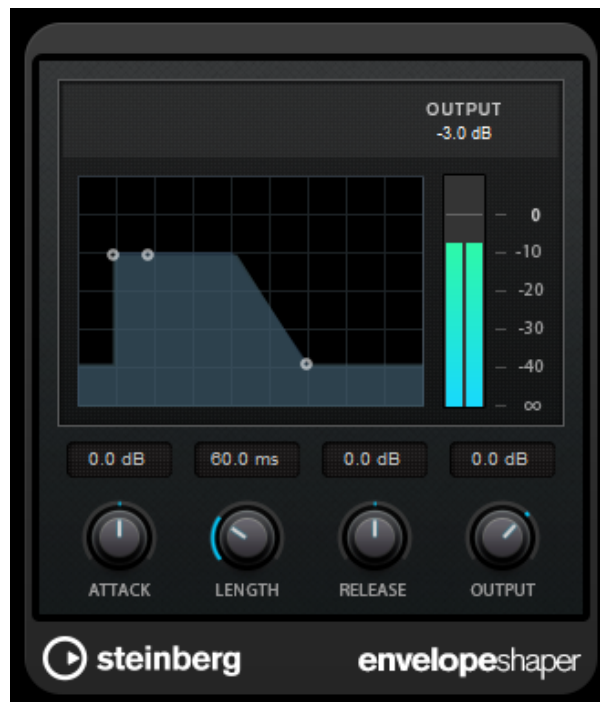 OUTPUT
-3.0 dB
0
-10
-20
-30
-40
∞
0.0 dB 60.0 ms 0.0 dB 0.0 dB
ATTACK LENGTH RELEASE OUTPUT
steinberg envelopeshaper